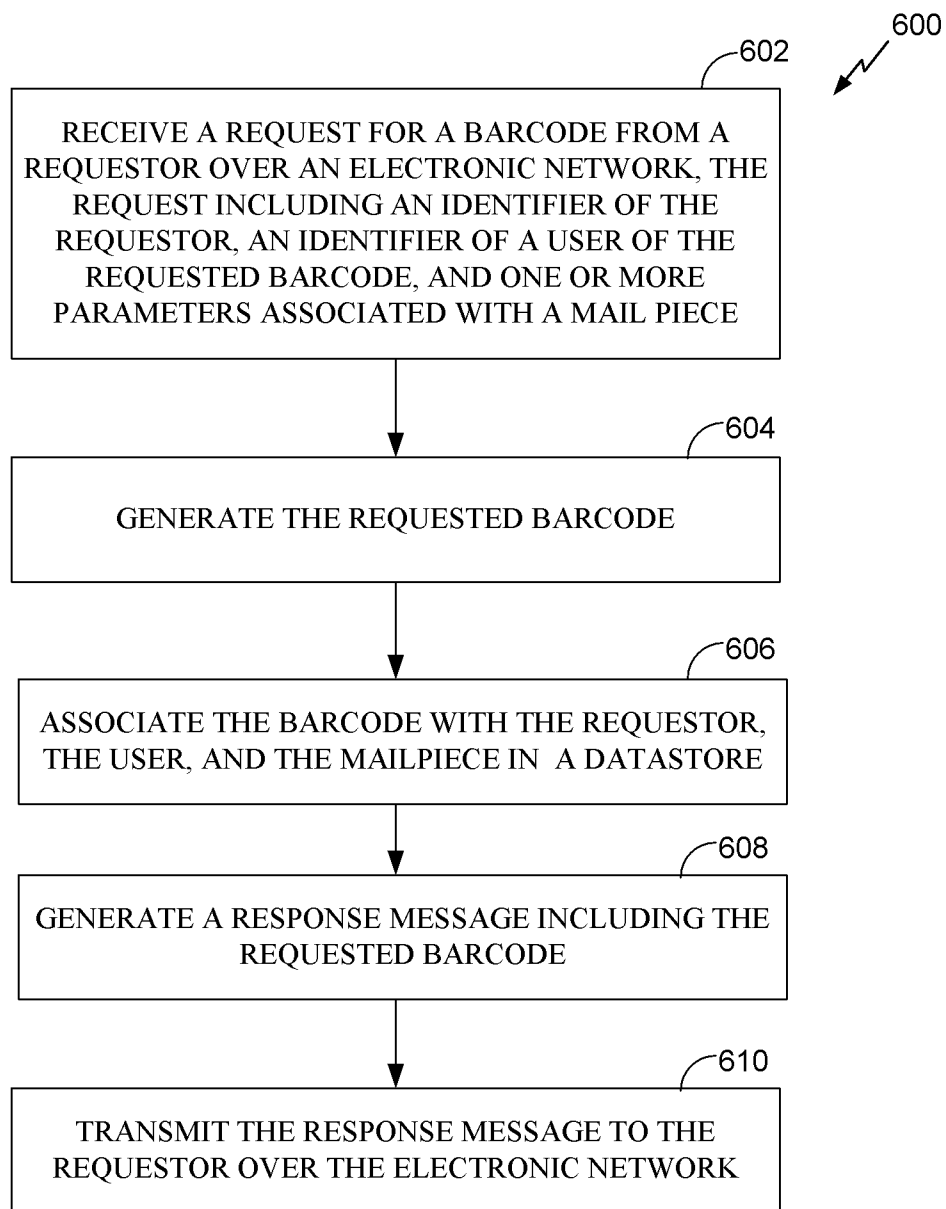 600
602
RECEIVE A REQUEST FOR A BARCODE FROM A
REQUESTOR OVER AN ELECTRONIC NETWORK, THE
REQUEST INCLUDING AN IDENTIFIER OF THE
REQUESTOR, AN IDENTIFIER OF A USER OF THE
REQUESTED BARCODE, AND ONE OR MORE
PARAMETERS ASSOCIATED WITH A MAIL PIECE
604
GENERATE THE REQUESTED BARCODE
606
ASSOCIATE THE BARCODE WITH THE REQUESTOR,
THE USER, AND THE MAILPIECE IN A DATASTORE
608
GENERATE A RESPONSE MESSAGE INCLUDING THE
REQUESTED BARCODE
610
TRANSMIT THE RESPONSE MESSAGE TO THE
REQUESTOR OVER THE ELECTRONIC NETWORK